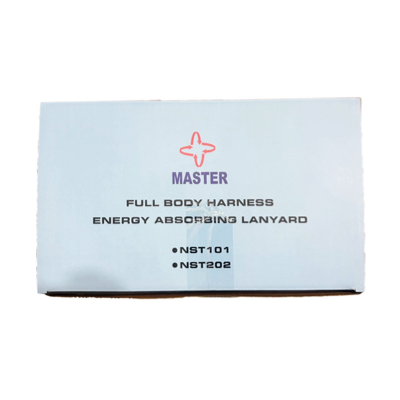 MASTER
FULL BODY HARNESS
ENERGY ABSORBING LANYARD
●NST101
●NST202